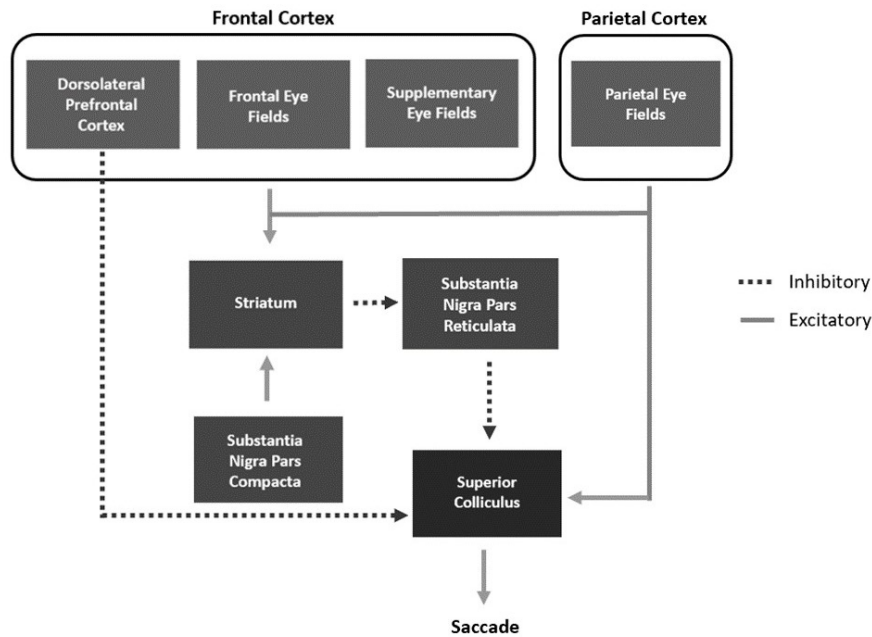 Frontal Cortex
Parietal Cortex
Dorsolateral
Prefrontal
Cortex
Frontal Eye
Fields
Supplementary
Eye Fields
Parietal Eye
Fields
Striatum
Substantia
Nigra Pars
Reticulata
Inhibitory
Excitatory
Substantia
Nigra Pars
Compacta
Superior
Colliculus
Saccade